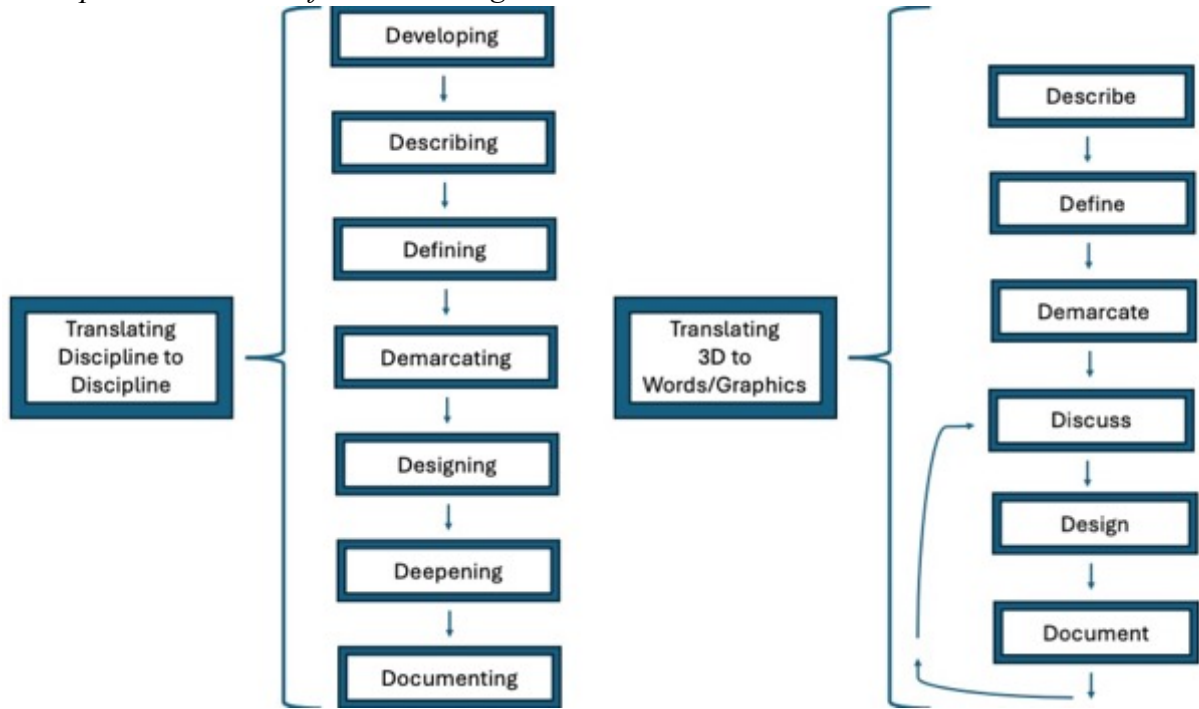 Developing
Describing
Defining
Demarcating
Designing
Deepening
Documenting
Translating
Discipline to
Discipline
Translating
3D to
Words/Graphics
Describe
Define
Demarcate
Discuss
Design
Document